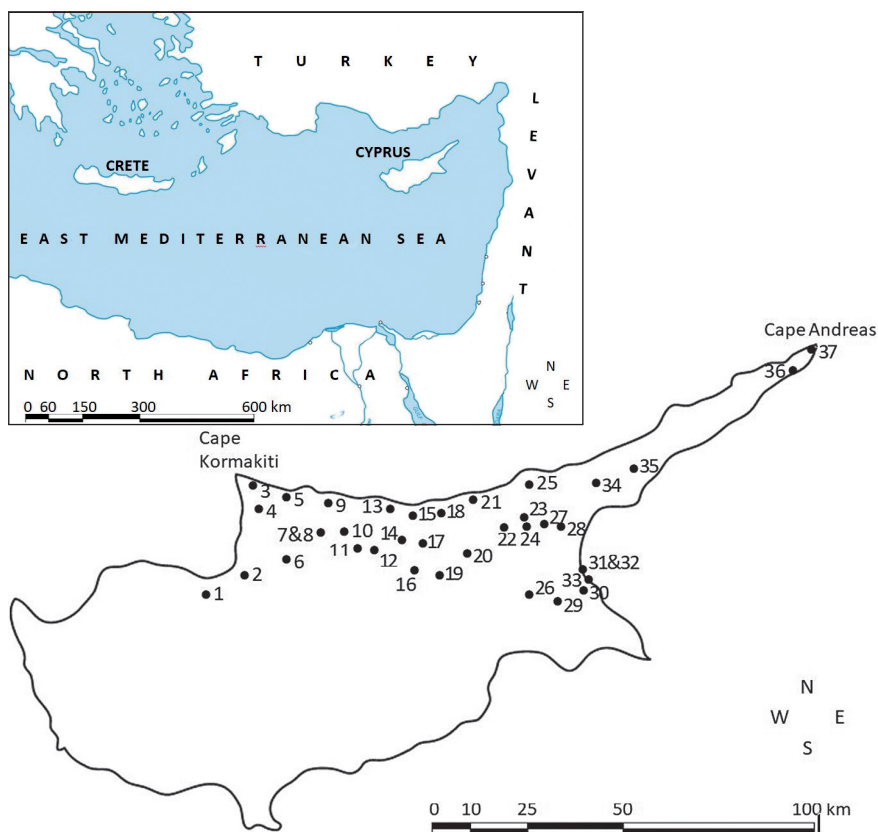 T U R K E Y
L E V A N T
CRETE
CYPRUS
E A S T M E D I T E R R A N E A N S E A
N O R T H A F R I C A
N
W E
S
0 60 150 300 600 km
Cape Andreas
37
36
Cape
Kormakiti
3
4
5
9
13
15
18
21
25
34
35
7&8
10
11
12
14
17
16
19
20
22
23
24
27
28
6
2
1
26
29
30
33
31&32
N
W E
S
0 10 25 50 100 km